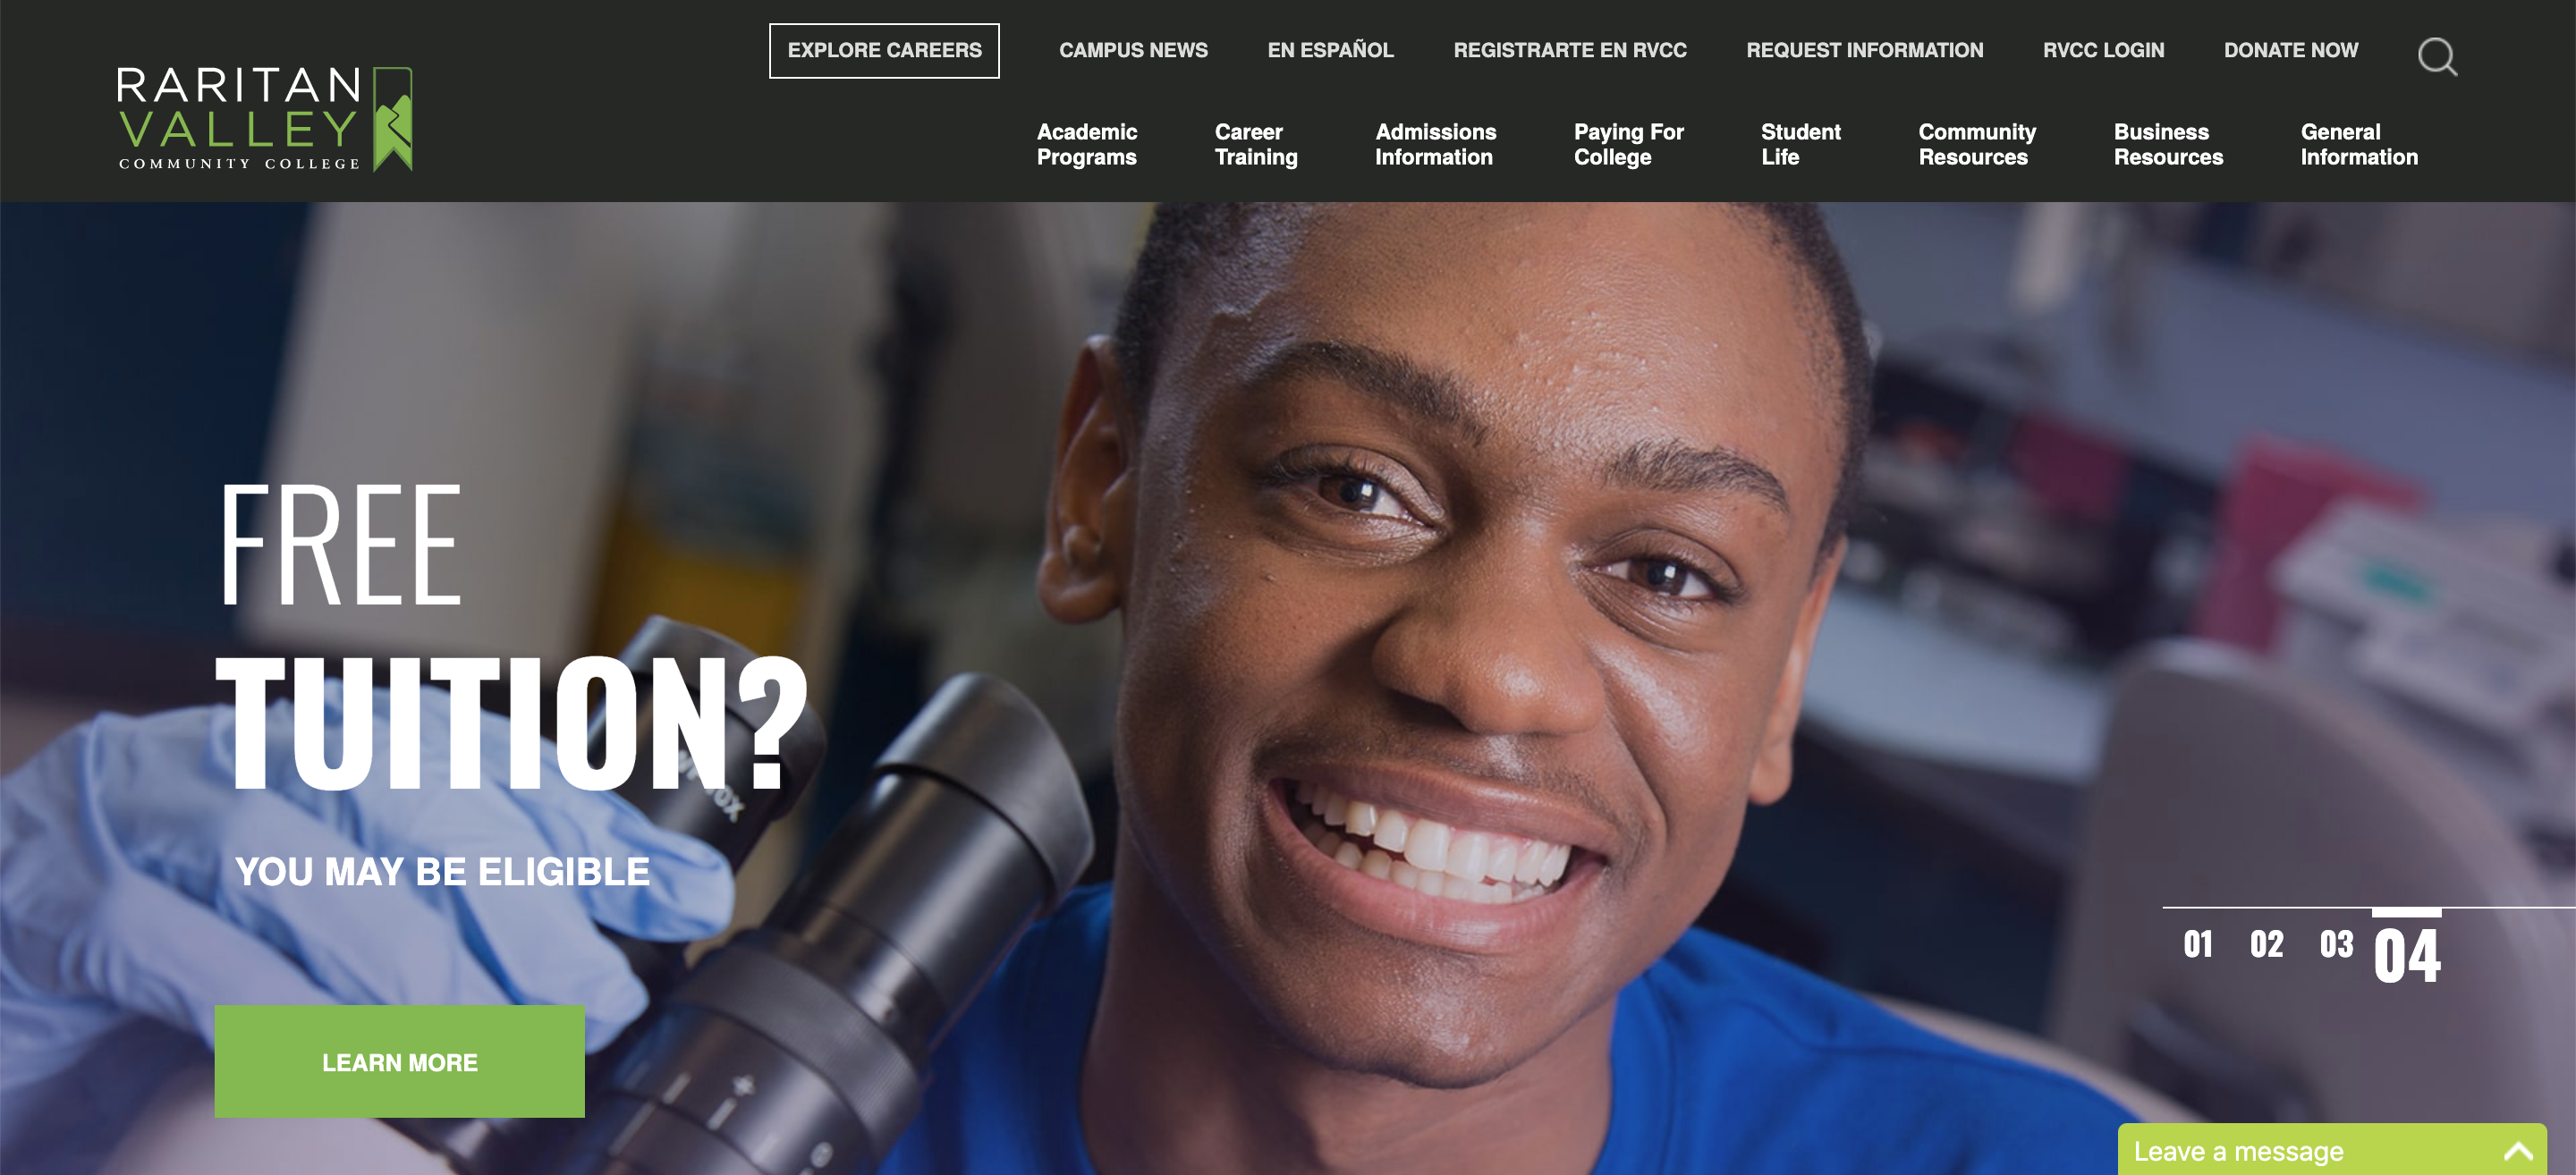 RARITAN
VALLEY
COMMUNITY COLLEGE
EXPLORE CAREERS
CAMPUS NEWS
EN ESPAÑOL
REGISTRARTE EN RVCC
REQUEST INFORMATION
RVCC LOGIN
DONATE NOW
Academic
Programs
Career
Training
Admissions
Information
Paying For
College
Student
Life
Community
Resources
Business
Resources
General
Information
FREE
TUITION?
YOU MAY BE ELIGIBLE
LEARN MORE
01 02 03 04
Leave a message